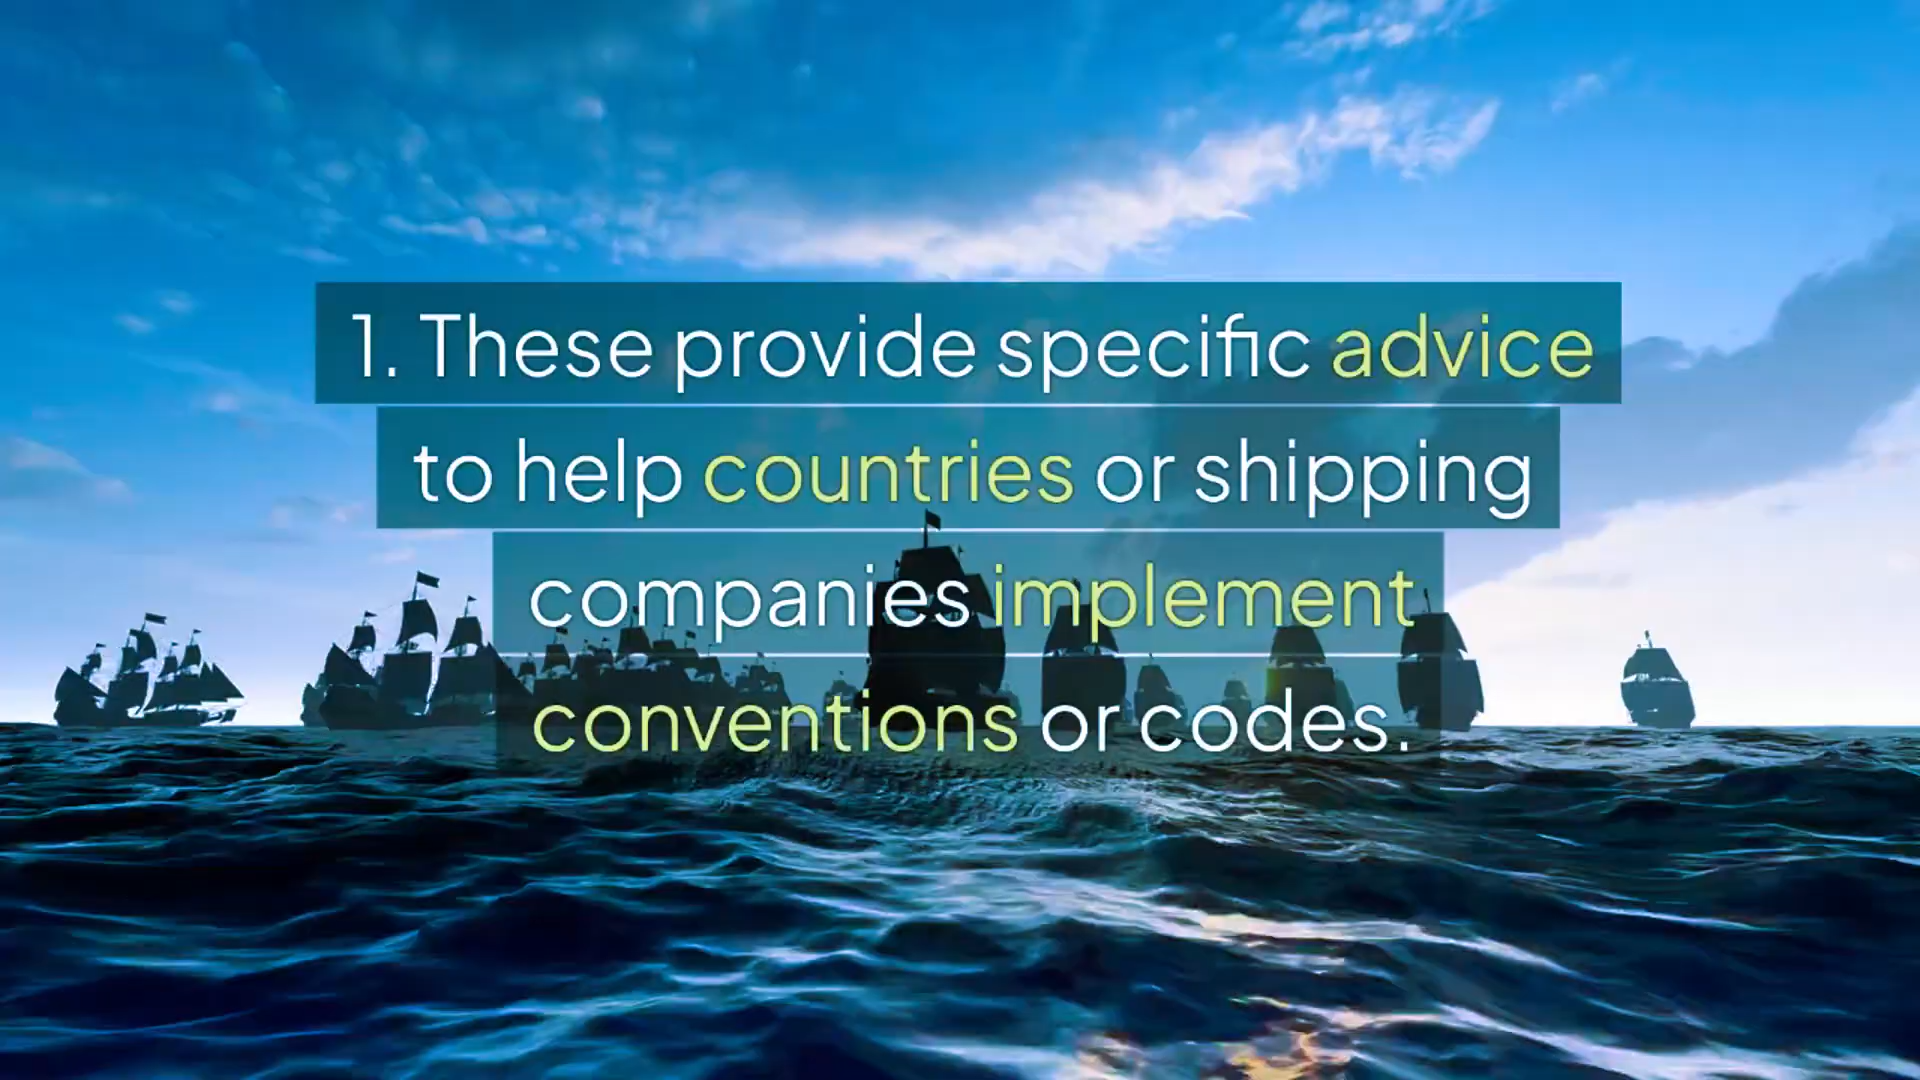 1. These provide specific advice
to help countries or shipping
companies implement
conventions or codes.